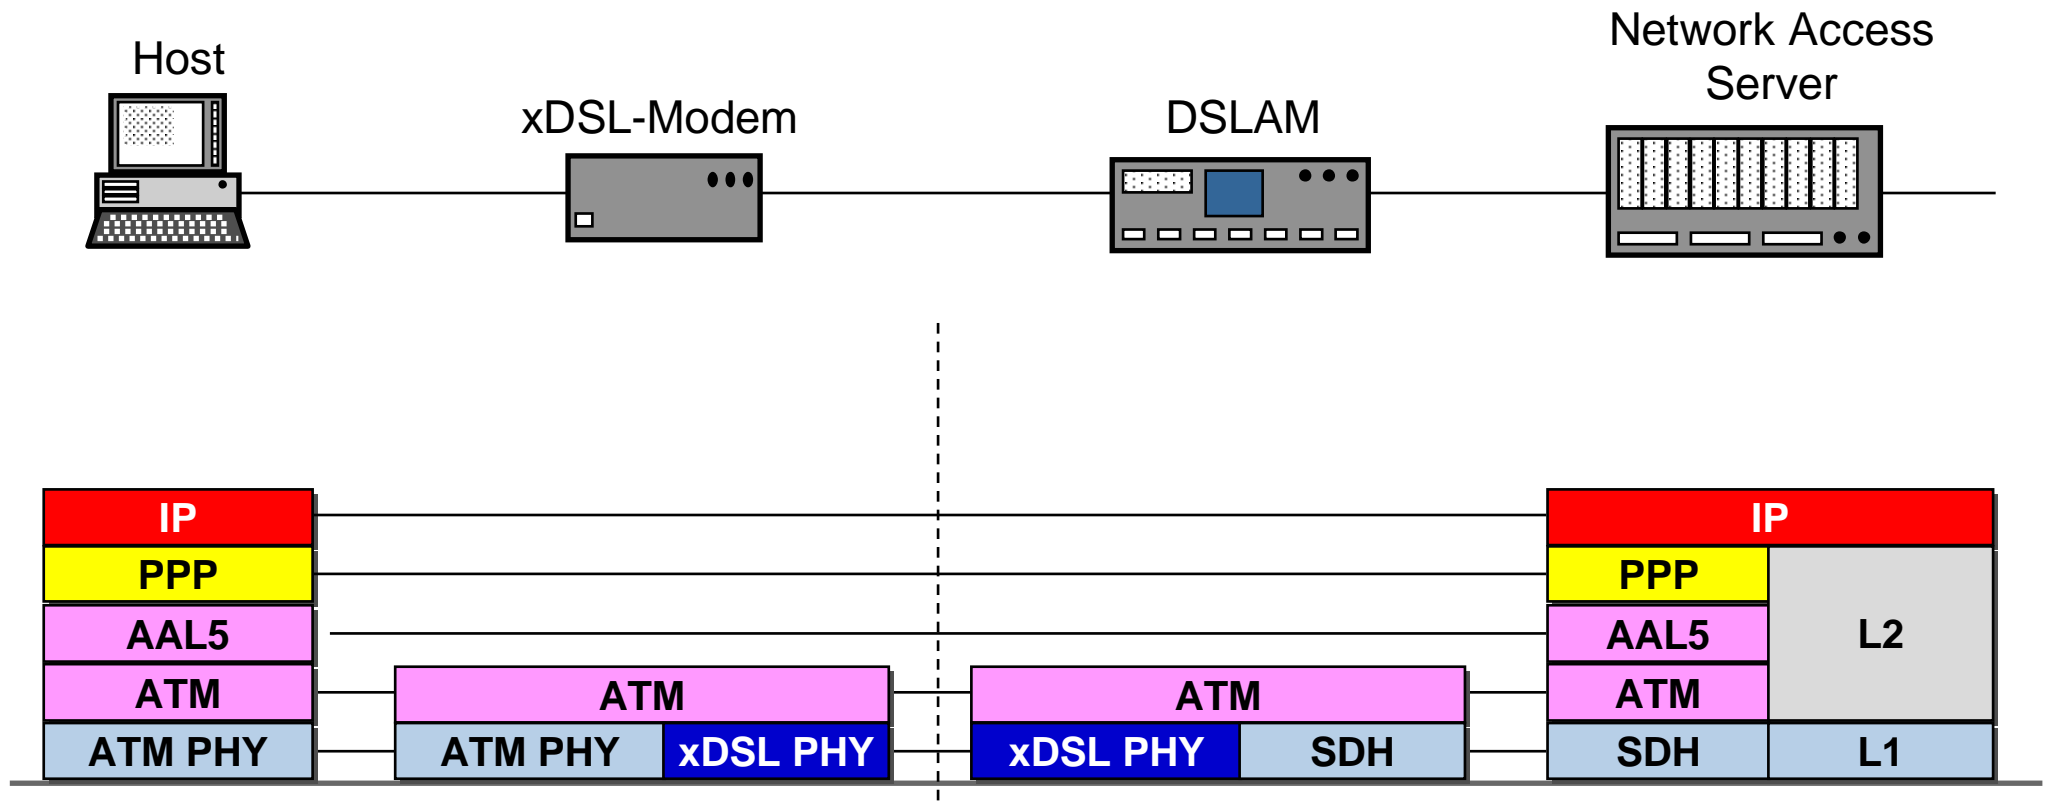 Host
xDSL-Modem
DSLAM
Network Access
Server
IP
IP
PPP
PPP
AAL5
AAL5
L2
ATM
ATM
ATM
ATM
ATM PHY
ATM PHY
xDSL PHY
xDSL PHY
SDH
SDH
L1